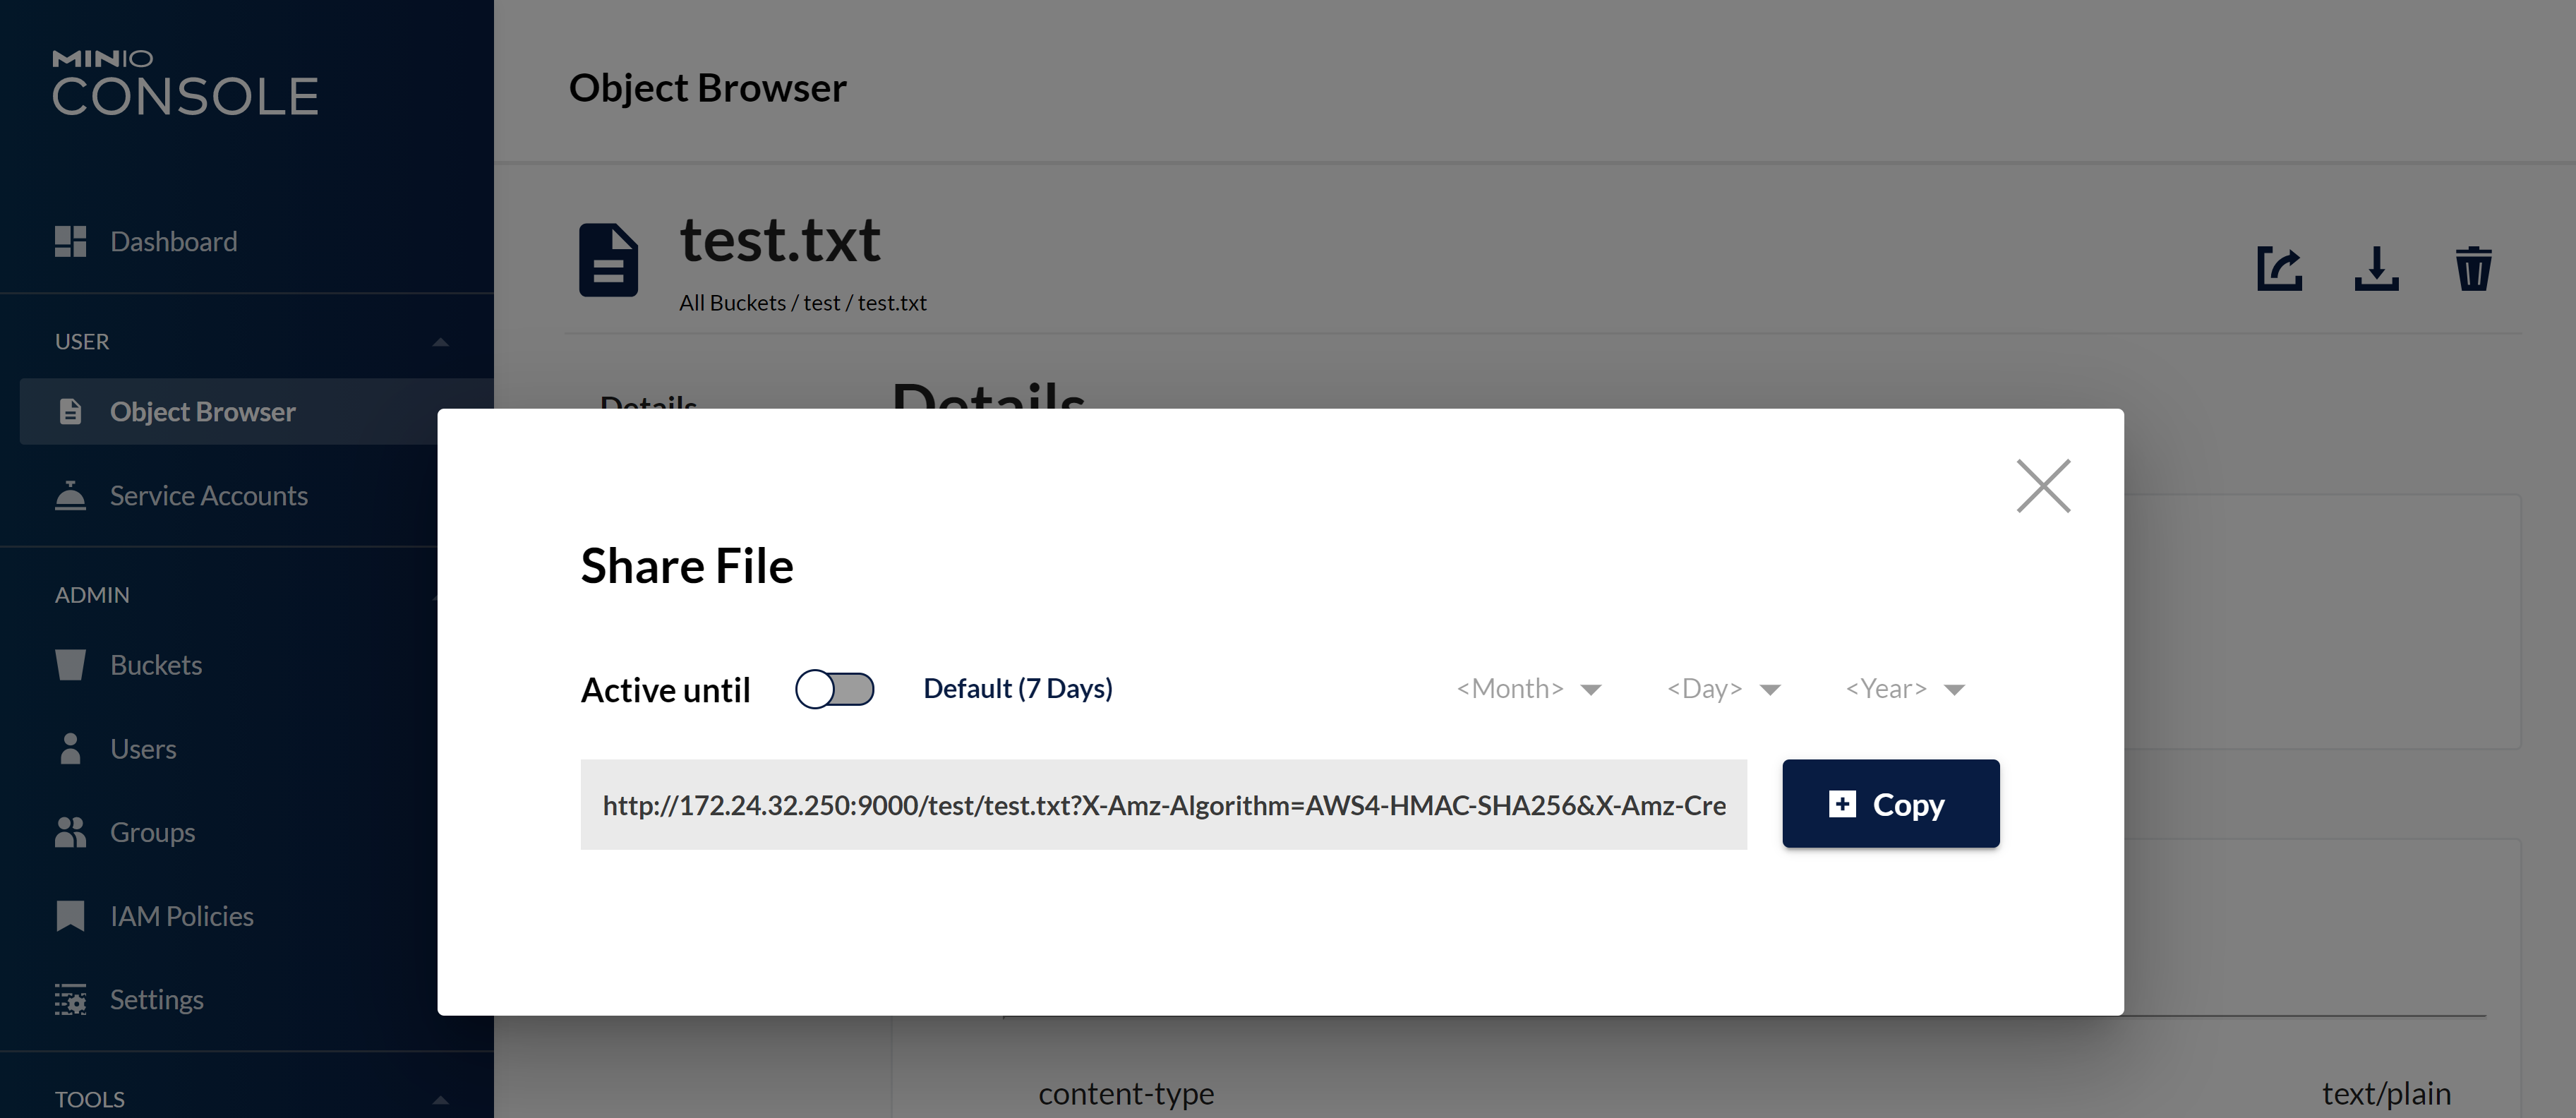 MINIO
CONSOLE
Dashboard
USER
Object Browser
Service Accounts
ADMIN
Buckets
Users
Groups
IAM Policies
Settings
TOOLS
Object Browser
test.txt
All Buckets / test / test.txt
Details
Details
Share File
Active until
Default (7 Days)
<Month>
<Day>
<Year>
http://172.24.32.250:9000/test/test.txt?X-Amz-Algorithm=AWS4-HMAC-SHA256&X-Amz-Cre
Copy
content-type
text/plain